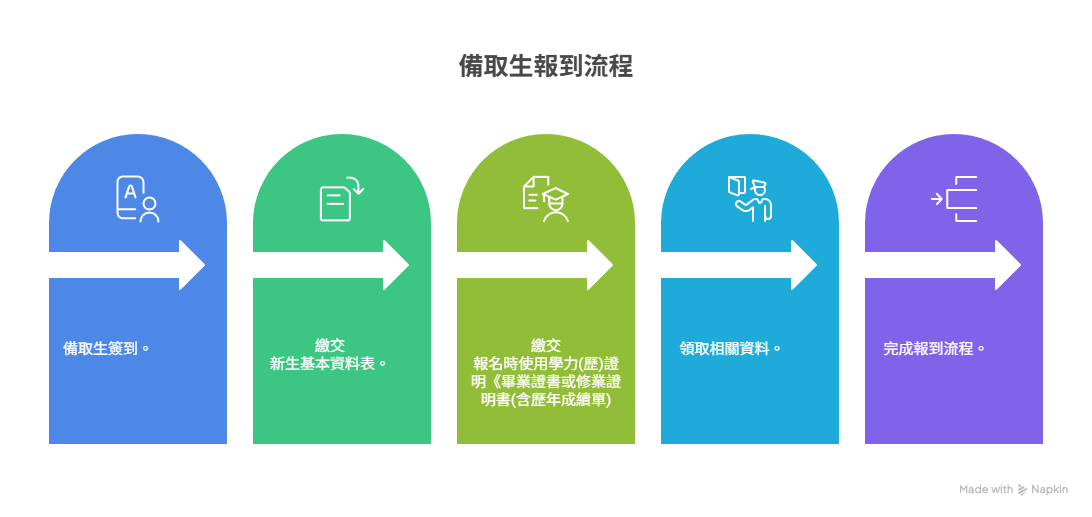 備取生報到流程
A
備取生簽到。
繳交
新生基本資料表。
繳交
報名時使用學力(歷)證
明《畢業證書或修業證
明書(含歷年成績單)
領取相關資料。
完成報到流程。
Made with Napkin